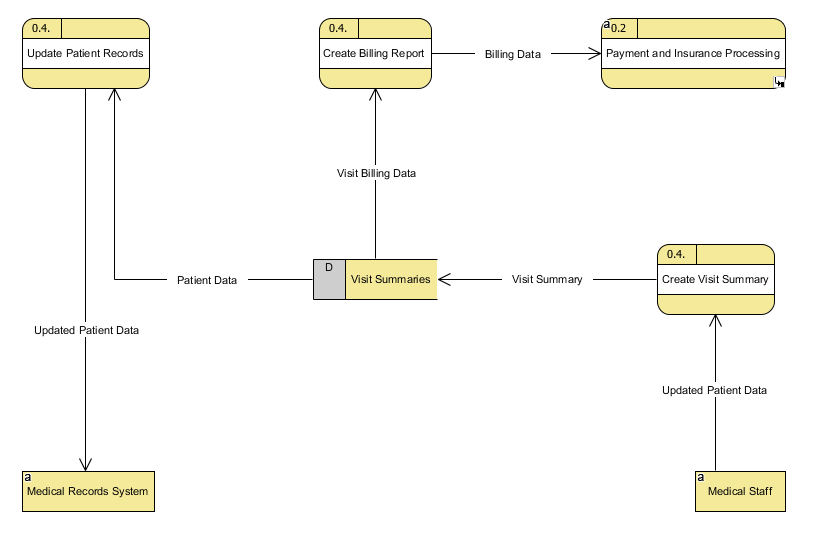 0.4.
Update Patient Records
0.4.
Create Billing Report
Billing Data
a
0.2
Payment and Insurance Processing
Visit Billing Data
Patient Data
D
Visit Summaries
Visit Summary
0.4.
Create Visit Summary
Updated Patient Data
Updated Patient Data
a
Medical Records System
a
Medical Staff